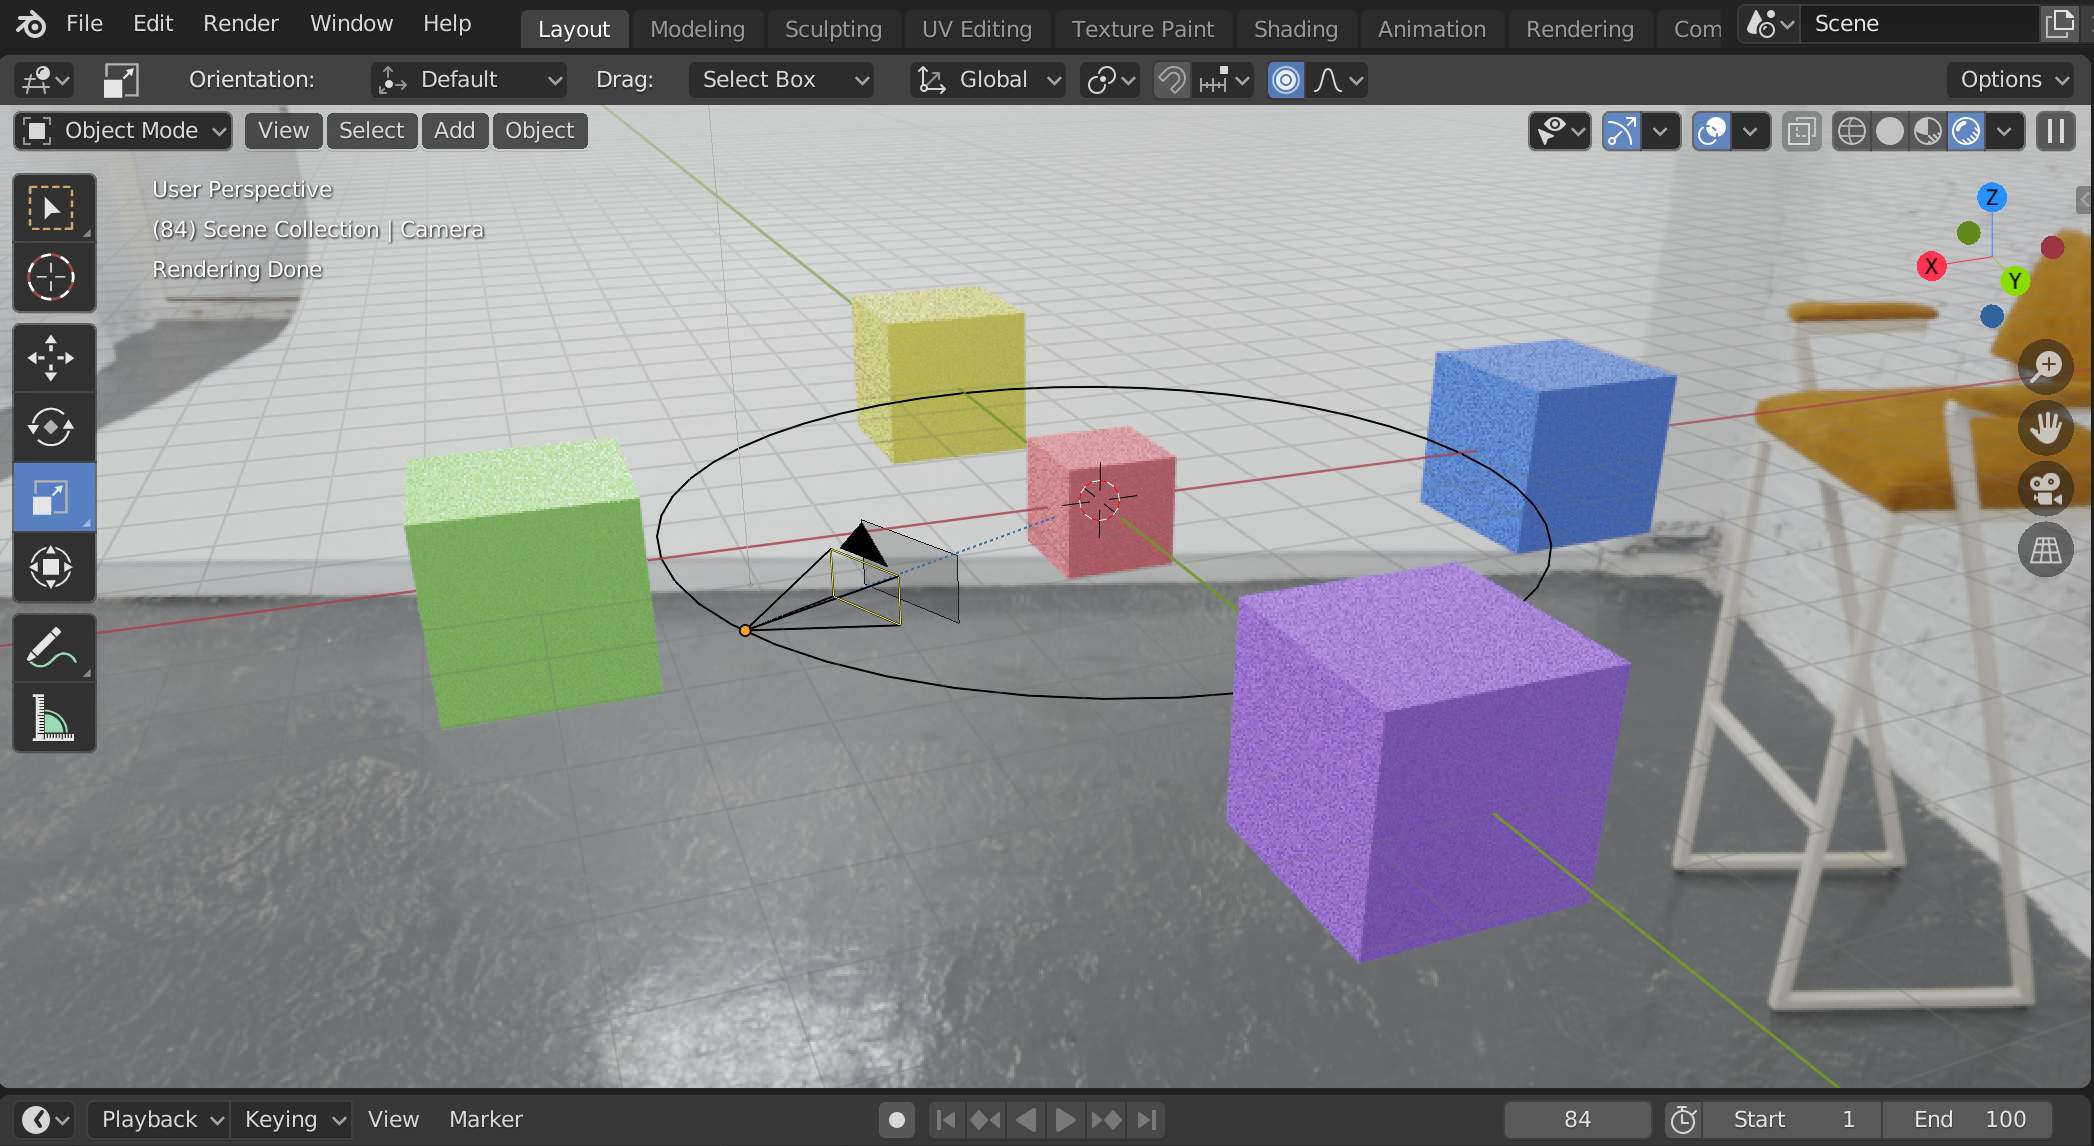 File Edit Render Window Help Layout Modeling Sculpting UV Editing Texture Paint Shading Animation Rendering Com Scene
Orientation: Default Drag: Select Box Global Options
Object Mode View Select Add Object
User Perspective
(84) Scene Collection | Camera
Rendering Done
Z
X
Y
Playback Keying View Marker 84 Start 1 End 100